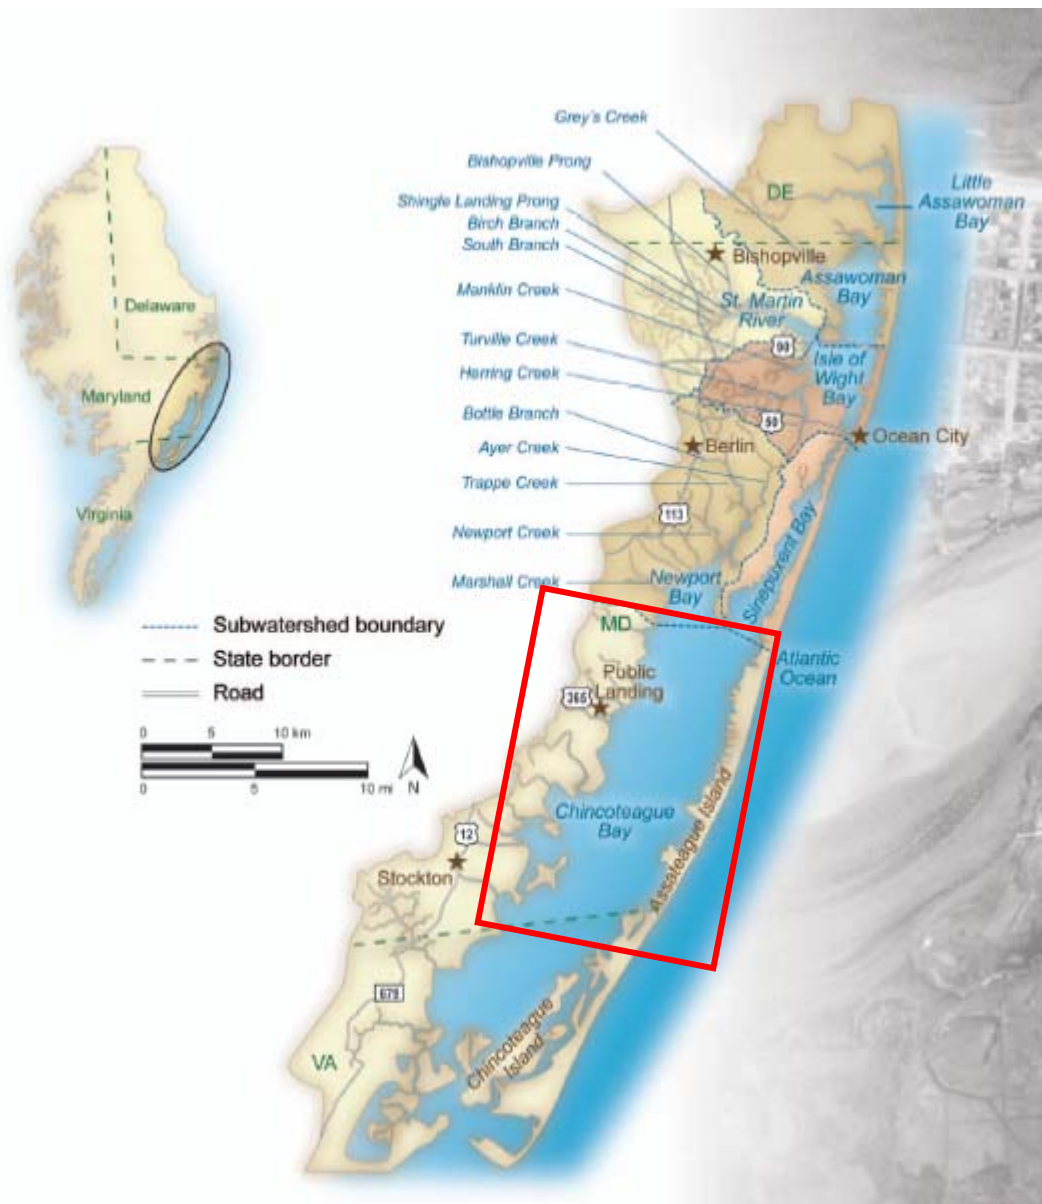 Grey's Creek
Bishopville Prong
Shingle Landing Prong
Birch Branch
South Branch
Manklin Creek
Turville Creek
Herring Creek
Bottle Branch
Ayer Creek
Trappe Creek
Newport Creek
Marshall Creek
DE
Little
Assawoman
Bay
Bishopville
Assawoman
Bay
St. Martin
River
90
Isle of
Wight
Bay
50
Ocean City
Berlin
113
Sinepuxent Bay
Newport
Bay
Delaware
Maryland
Virginia
Subwatershed boundary
State border
Road
0 5 10 km
0 5 10 mi
N
MD
Public
Landing
365
Atlantic
Ocean
Chincoteague
Bay
Assateague Island
12
Stockton
679
Chincoteague
Island
VA